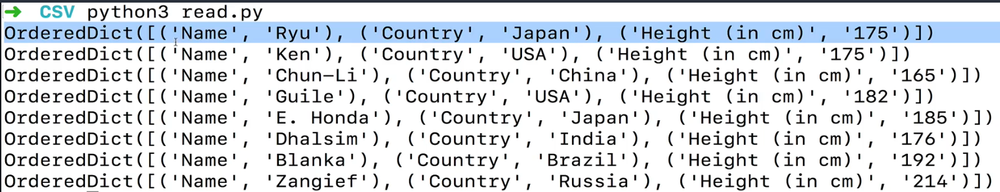 ➜ CSV python3 read.py
OrderedDict([('Name', 'Ryu'), ('Country', 'Japan'), ('Height (in cm)', '175')])
OrderedDict([('Name', 'Ken'), ('Country', 'USA'), ('Height (in cm)', '175')])
OrderedDict([('Name', 'Chun-Li'), ('Country', 'China'), ('Height (in cm)', '165')])
OrderedDict([('Name', 'Guile'), ('Country', 'USA'), ('Height (in cm)', '182')])
OrderedDict([('Name', 'E. Honda'), ('Country', 'Japan'), ('Height (in cm)', '185')])
OrderedDict([('Name', 'Dhalsim'), ('Country', 'India'), ('Height (in cm)', '176')])
OrderedDict([('Name', 'Blanka'), ('Country', 'Brazil'), ('Height (in cm)', '192')])
OrderedDict([('Name', 'Zangief'), ('Country', 'Russia'), ('Height (in cm)', '214')])